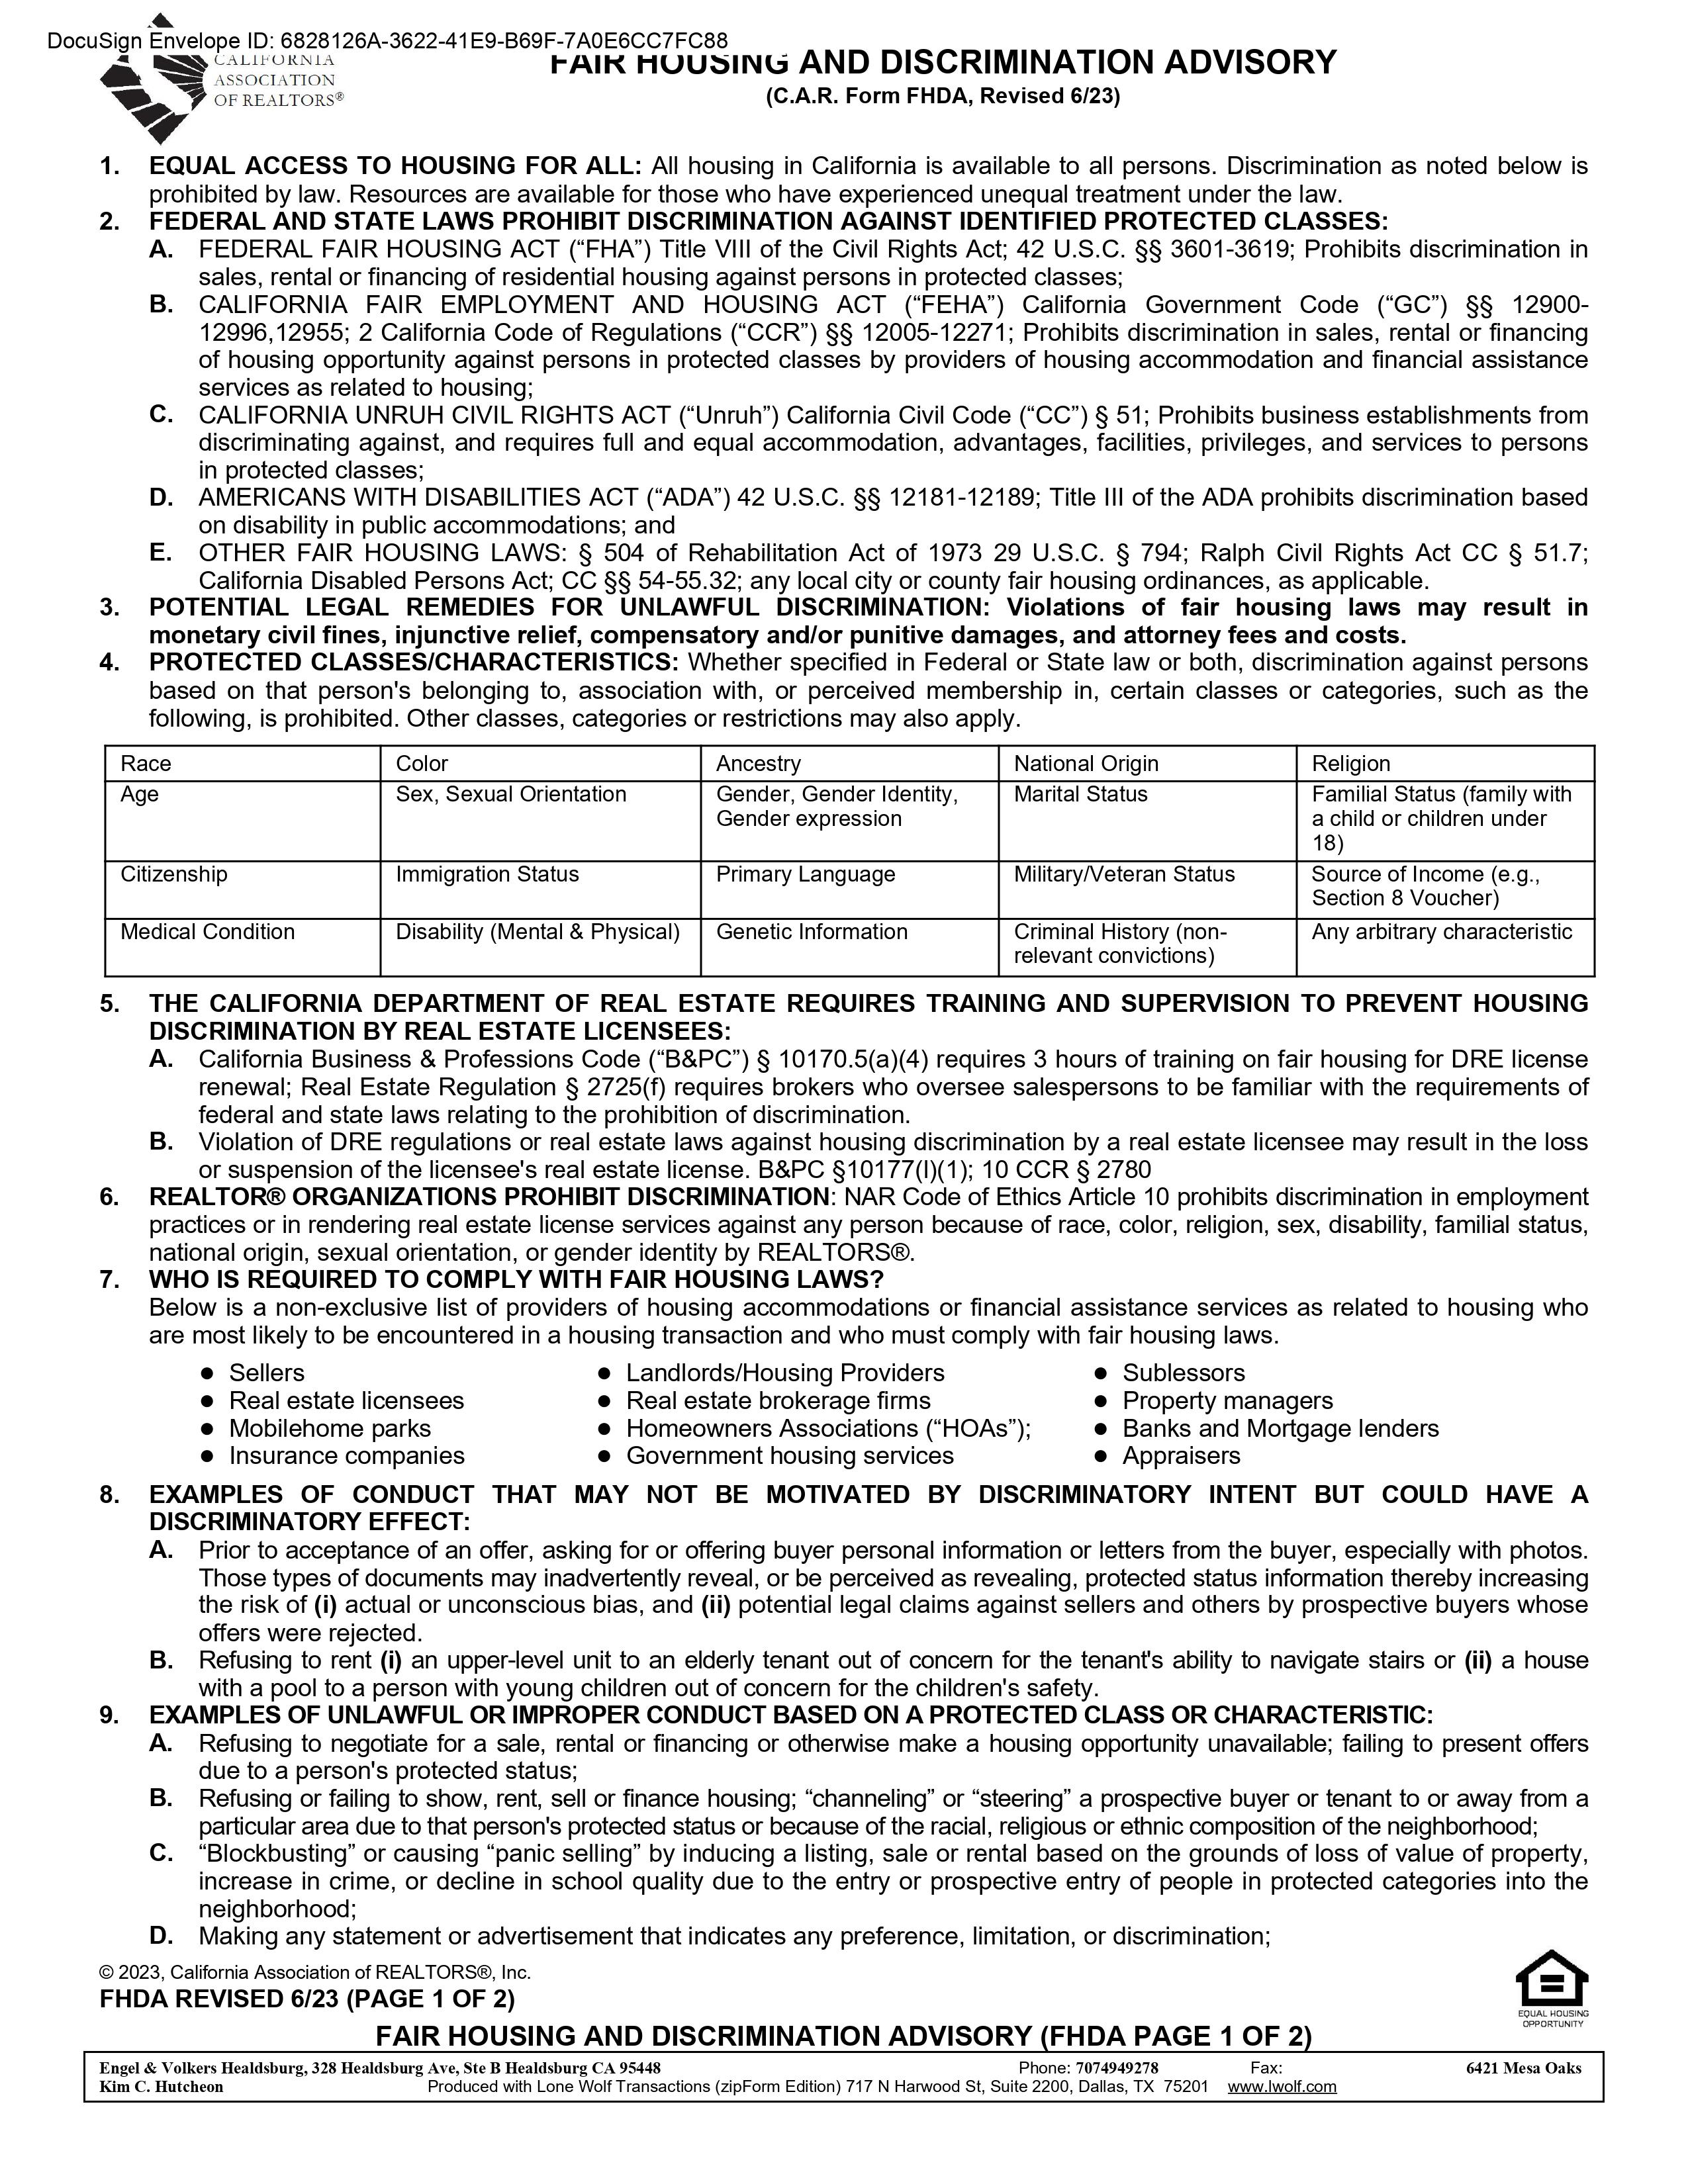 DocuSign Envelope ID: 6828126A-3622-41E9-B69F-7A0E6CC7FC88
CALIFORNIA
ASSOCIATION
OF REALTORS®
FAIR HOUSING AND DISCRIMINATION ADVISORY
(C.A.R. Form FHDA, Revised 6/23)
1. EQUAL ACCESS TO HOUSING FOR ALL: All housing in California is available to all persons. Discrimination as noted below is
prohibited by law. Resources are available for those who have experienced unequal treatment under the law.
2. FEDERAL AND STATE LAWS PROHIBIT DISCRIMINATION AGAINST IDENTIFIED PROTECTED CLASSES:
A. FEDERAL FAIR HOUSING ACT (“FHA”) Title VIII of the Civil Rights Act; 42 U.S.C. §§ 3601-3619; Prohibits discrimination in
sales, rental or financing of residential housing against persons in protected classes;
B. CALIFORNIA FAIR EMPLOYMENT AND HOUSING ACT (“FEHA”) California Government Code (“GC”) §§ 12900-
12996,12955; 2 California Code of Regulations (“CCR”) §§ 12005-12271; Prohibits discrimination in sales, rental or financing
of housing opportunity against persons in protected classes by providers of housing accommodation and financial assistance
services as related to housing;
C. CALIFORNIA UNRUH CIVIL RIGHTS ACT (“Unruh”) California Civil Code (“CC”) § 51; Prohibits business establishments from
discriminating against, and requires full and equal accommodation, advantages, facilities, privileges, and services to persons
in protected classes;
D. AMERICANS WITH DISABILITIES ACT (“ADA”) 42 U.S.C. §§ 12181-12189; Title III of the ADA prohibits discrimination based
on disability in public accommodations; and
E. OTHER FAIR HOUSING LAWS: § 504 of Rehabilitation Act of 1973 29 U.S.C. § 794; Ralph Civil Rights Act CC § 51.7;
California Disabled Persons Act; CC §§ 54-55.32; any local city or county fair housing ordinances, as applicable.
3. POTENTIAL LEGAL REMEDIES FOR UNLAWFUL DISCRIMINATION: Violations of fair housing laws may result in
monetary civil fines, injunctive relief, compensatory and/or punitive damages, and attorney fees and costs.
4. PROTECTED CLASSES/CHARACTERISTICS: Whether specified in Federal or State law or both, discrimination against persons
based on that person's belonging to, association with, or perceived membership in, certain classes or categories, such as the
following, is prohibited. Other classes, categories or restrictions may also apply.
Race Color Ancestry National Origin Religion
Age Sex, Sexual Orientation Gender, Gender Identity, Marital Status Familial Status (family with
Gender expression a child or children under
18)
Citizenship Immigration Status Primary Language Military/Veteran Status Source of Income (e.g.,
Section 8 Voucher)
Medical Condition Disability (Mental & Physical) Genetic Information Criminal History (non- Any arbitrary characteristic
relevant convictions)
5. THE CALIFORNIA DEPARTMENT OF REAL ESTATE REQUIRES TRAINING AND SUPERVISION TO PREVENT HOUSING
DISCRIMINATION BY REAL ESTATE LICENSEES:
A. California Business & Professions Code (“B&PC”) § 10170.5(a)(4) requires 3 hours of training on fair housing for DRE license
renewal; Real Estate Regulation § 2725(f) requires brokers who oversee salespersons to be familiar with the requirements of
federal and state laws relating to the prohibition of discrimination.
B. Violation of DRE regulations or real estate laws against housing discrimination by a real estate licensee may result in the loss
or suspension of the licensee's real estate license. B&PC §10177(l)(1); 10 CCR § 2780
6. REALTOR® ORGANIZATIONS PROHIBIT DISCRIMINATION: NAR Code of Ethics Article 10 prohibits discrimination in employment
practices or in rendering real estate license services against any person because of race, color, religion, sex, disability, familial status,
national origin, sexual orientation, or gender identity by REALTORS®.
7. WHO IS REQUIRED TO COMPLY WITH FAIR HOUSING LAWS?
Below is a non-exclusive list of providers of housing accommodations or financial assistance services as related to housing who
are most likely to be encountered in a housing transaction and who must comply with fair housing laws.
● Sellers ● Landlords/Housing Providers ● Sublessors
● Real estate licensees ● Real estate brokerage firms ● Property managers
● Mobilehome parks ● Homeowners Associations (“HOAs”); ● Banks and Mortgage lenders
● Insurance companies ● Government housing services ● Appraisers
8. EXAMPLES OF CONDUCT THAT MAY NOT BE MOTIVATED BY DISCRIMINATORY INTENT BUT COULD HAVE A
DISCRIMINATORY EFFECT:
A. Prior to acceptance of an offer, asking for or offering buyer personal information or letters from the buyer, especially with photos.
Those types of documents may inadvertently reveal, or be perceived as revealing, protected status information thereby increasing
the risk of (i) actual or unconscious bias, and (ii) potential legal claims against sellers and others by prospective buyers whose
offers were rejected.
B. Refusing to rent (i) an upper-level unit to an elderly tenant out of concern for the tenant's ability to navigate stairs or (ii) a house
with a pool to a person with young children out of concern for the children's safety.
9. EXAMPLES OF UNLAWFUL OR IMPROPER CONDUCT BASED ON A PROTECTED CLASS OR CHARACTERISTIC:
A. Refusing to negotiate for a sale, rental or financing or otherwise make a housing opportunity unavailable; failing to present offers
due to a person's protected status;
B. Refusing or failing to show, rent, sell or finance housing; “channeling” or “steering” a prospective buyer or tenant to or away from a
particular area due to that person's protected status or because of the racial, religious or ethnic composition of the neighborhood;
C. “Blockbusting” or causing “panic selling” by inducing a listing, sale or rental based on the grounds of loss of value of property,
increase in crime, or decline in school quality due to the entry or prospective entry of people in protected categories into the
neighborhood;
D. Making any statement or advertisement that indicates any preference, limitation, or discrimination;
© 2023, California Association of REALTORS®, Inc.
FHDA REVISED 6/23 (PAGE 1 OF 2)
EQUAL HOUSING
OPPORTUNITY
FAIR HOUSING AND DISCRIMINATION ADVISORY (FHDA PAGE 1 OF 2)
Engel & Volkers Healdsburg, 328 Healdsburg Ave, Ste B Healdsburg CA 95448 Phone: 7074949278 Fax: 6421 Mesa Oaks
Kim C. Hutcheon Produced with Lone Wolf Transactions (zipForm Edition) 717 N Harwood St, Suite 2200, Dallas, TX 75201 www.lwolf.com